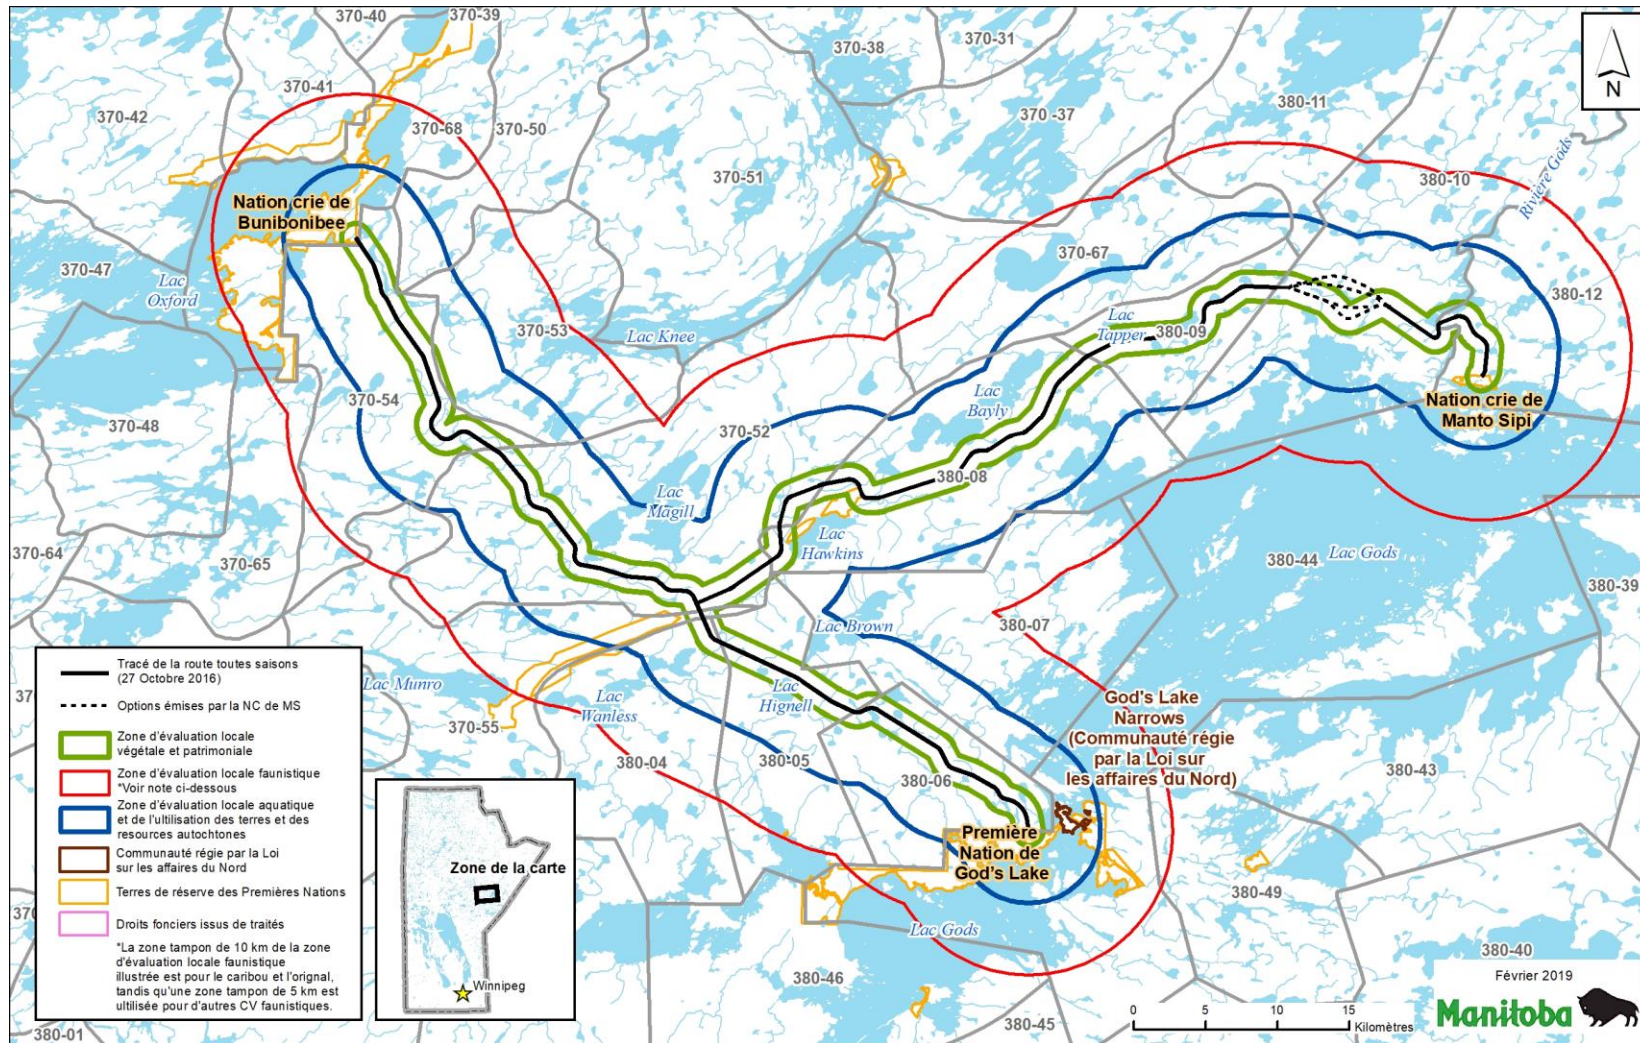 370-40
370-39
370-38
370-31
370-41
370-42
370-68
370-50
370-37
380-11
370-51
380-10
Rivière Gods
Nation crie de
Bunibonibee
370-47
Lac
Oxford
370-67
380-12
370-53
Lac Knee
Lac
Tapper
380-09
370-54
370-48
Lac
Bayly
Nation crie de
Manto Sipi
370-52
380-08
Lac
Magill
Lac
Hawkins
370-64
370-65
380-44
Lac Gods
380-39
Lac Brown
380-07
Lac Munro
Lac
Wanless
Lac
Hignell
370-55
God's Lake
Narrows
(Communauté régie
par la Loi sur
les affaires du Nord)
380-04
380-05
380-06
380-43
Première
Nation de
God's Lake
380-49
Lac Gods
380-46
380-40
380-45
380-01
Tracé de la route toutes saisons
(27 Octobre 2016)
Options émises par la NC de MS
Zone d'évaluation locale
végétale et patrimoniale
Zone d'évaluation locale faunistique
*Voir note ci-dessous
Zone d'évaluation locale aquatique
et de l'ultilisation des terres et des
resources autochtones
Communauté régie par la Loi
sur les affaires du Nord
Terres de réserve des Premières Nations
Droits fonciers issus de traités
*La zone tampon de 10 km de la zone
d'évaluation locale faunistique
illustrée est pour le caribou et l'orignal,
tandis qu'une zone tampon de 5 km est
ultilisée pour d'autres CV faunistiques.
Zone de la carte
Winnipeg
N
0 5 10 15
Kilomètres
Février 2019
Manitoba